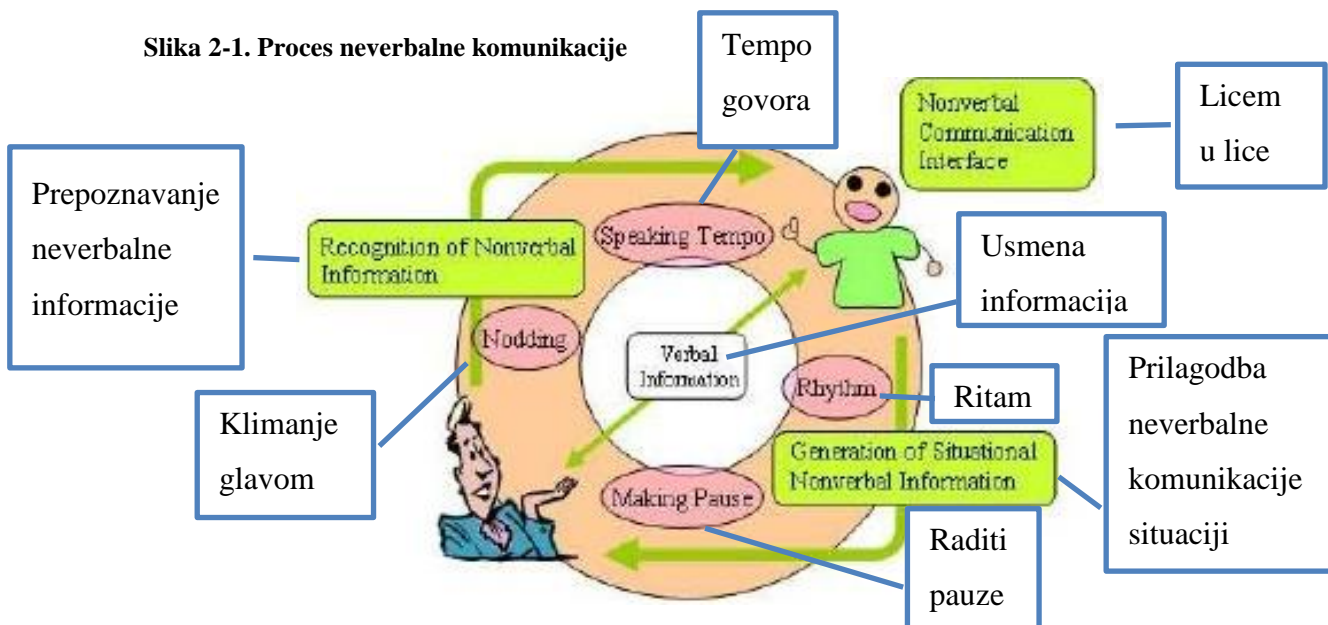 Slika 2-1. Proces neverbalne komunikacije
Tempo
govora
Nonverbal
Communication
Interface
Licem
u lice
Prepoznavanje
neverbalne
informacije
Recognition of Nonverbal
Information
Speaking Tempo
Usmena
informacija
Nodding
Verbal
Information
Rhythm
Ritam
Prilagodba
neverbalne
komunikacije
situaciji
Klimanje
glavom
Generation of Situational
Nonverbal Information
Making Pause
Raditi
pauze